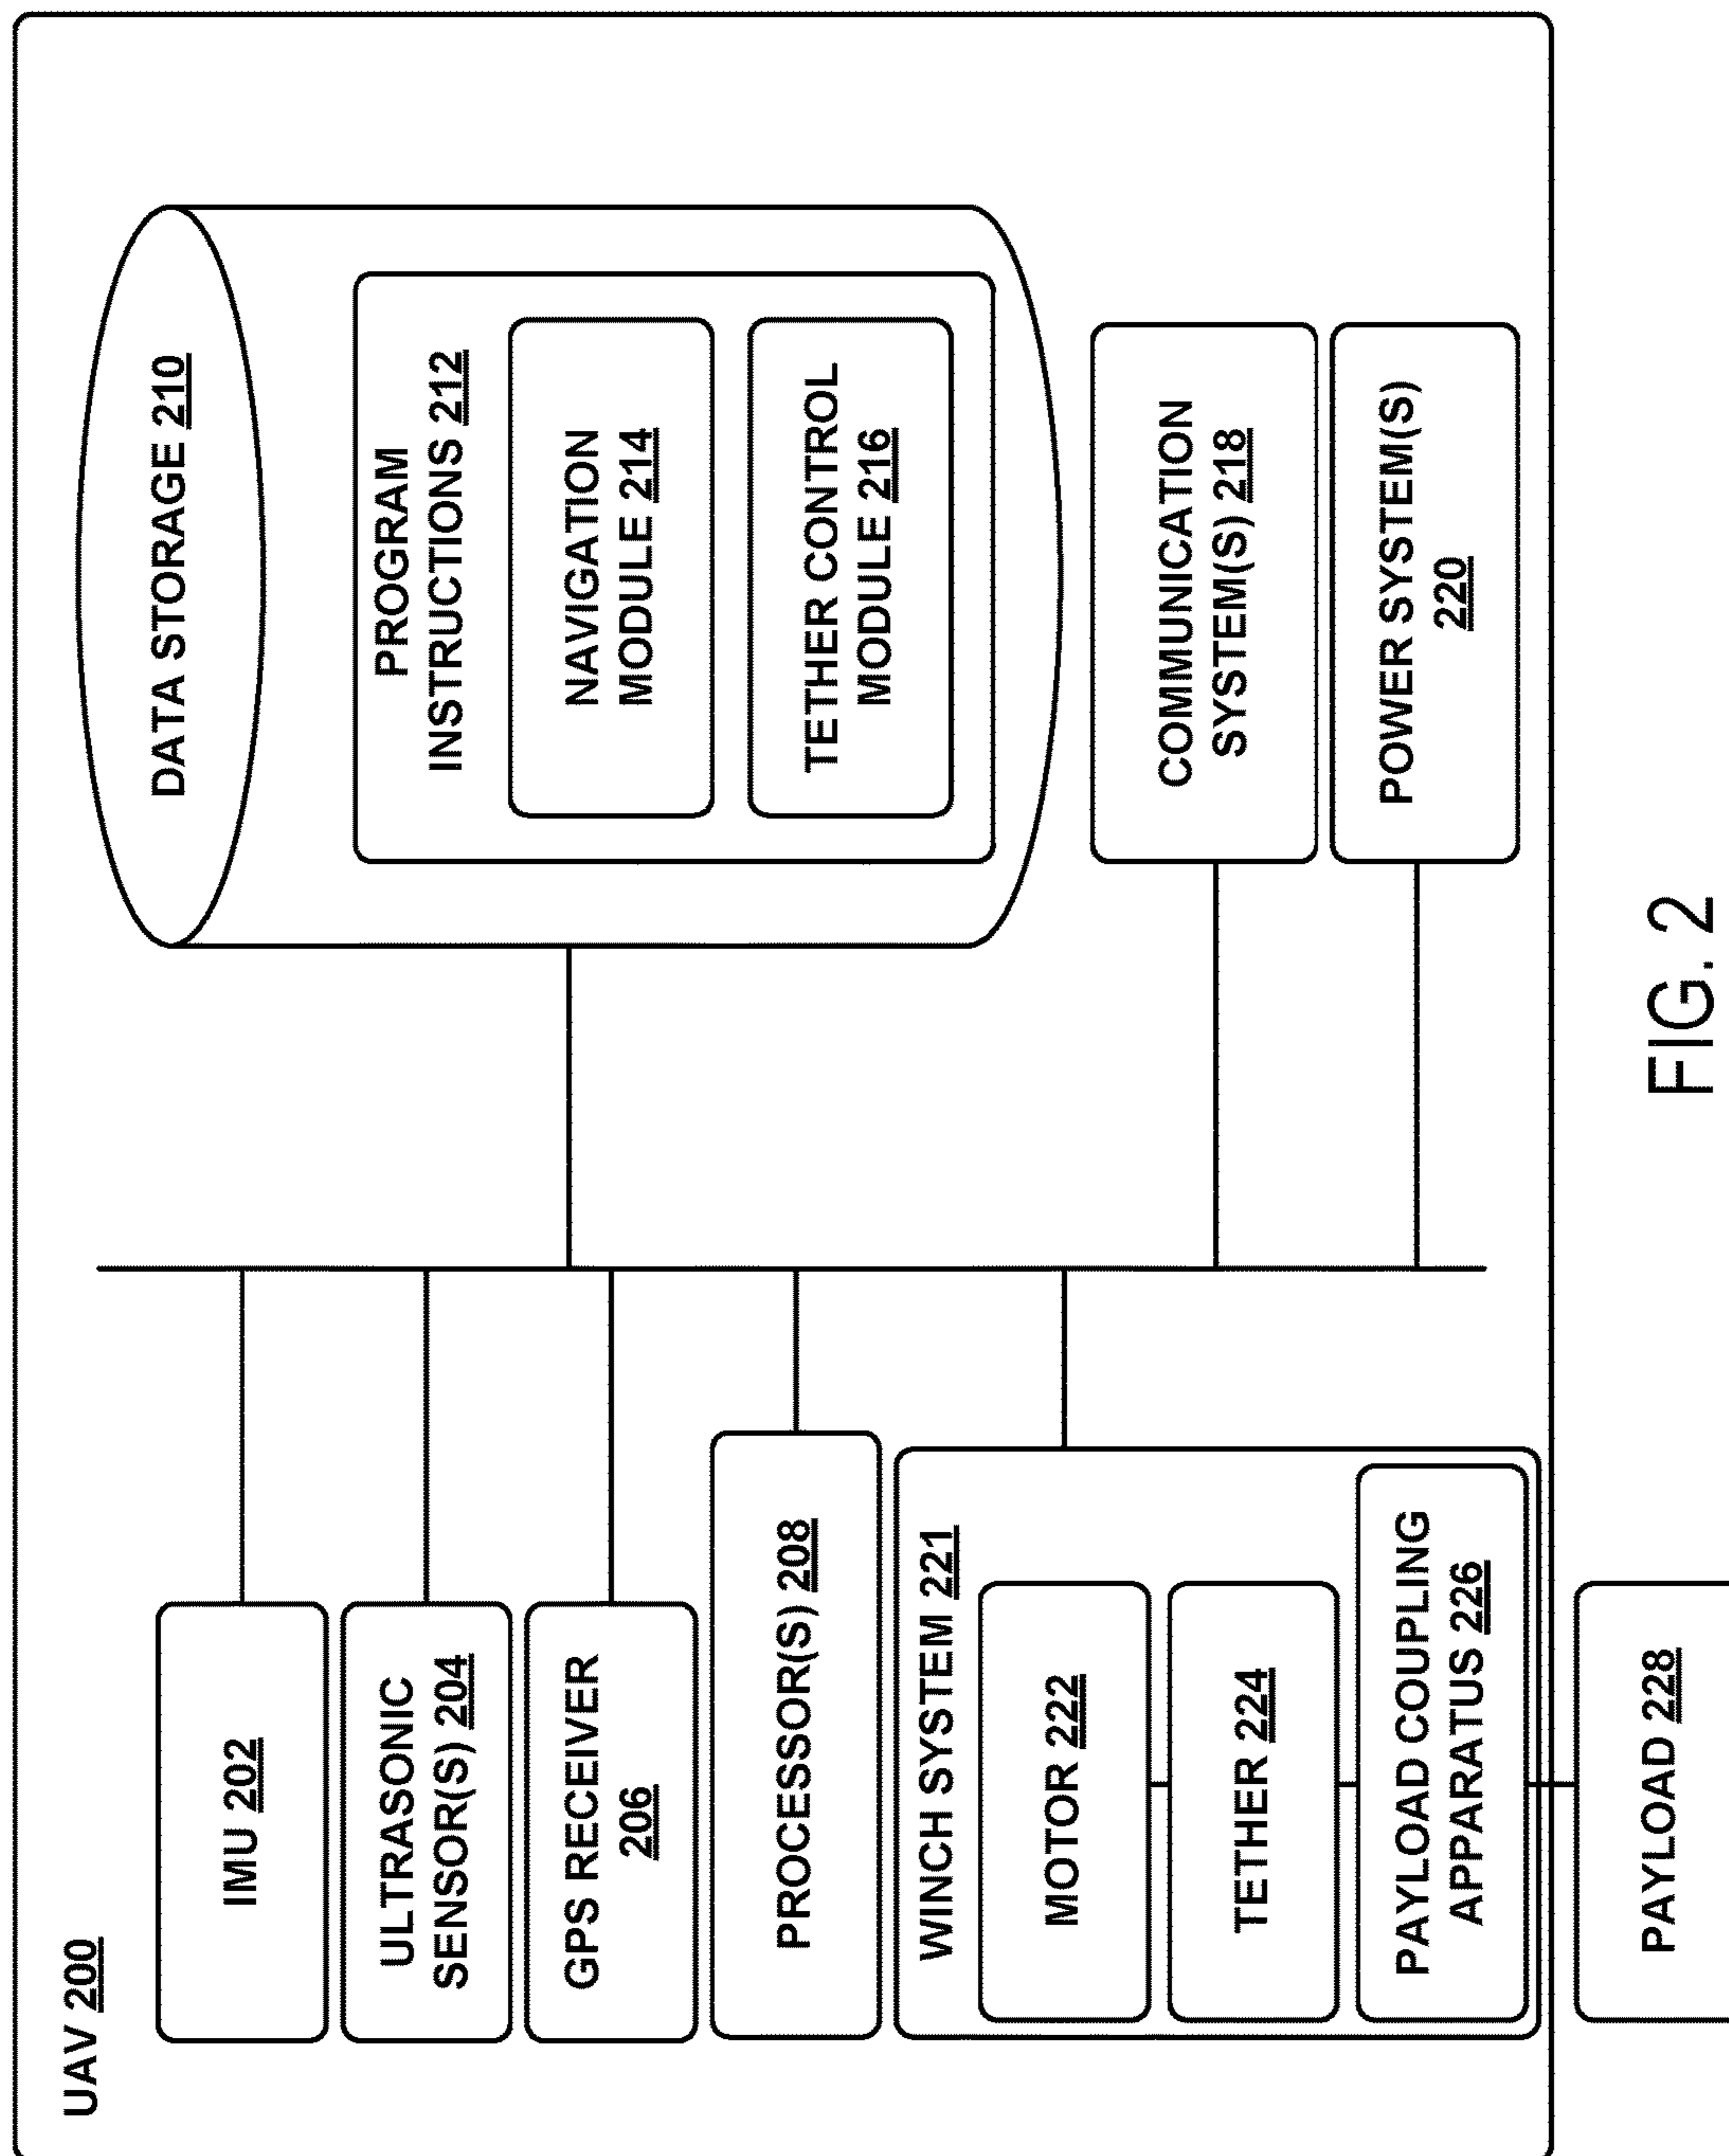 UAV 200
IMU 202
ULTRASONIC
SENSOR(S) 204
GPS RECEIVER
206
PROCESSOR(S) 208
WINCH SYSTEM 221
MOTOR 222
TETHER 224
PAYLOAD COUPLING
APPARATUS 226
PAYLOAD 228
DATA STORAGE 210
PROGRAM
INSTRUCTIONS 212
NAVIGATION
MODULE 214
TETHER CONTROL
MODULE 216
COMMUNICATION
SYSTEM(S) 218
POWER SYSTEM(S)
220
FIG. 2